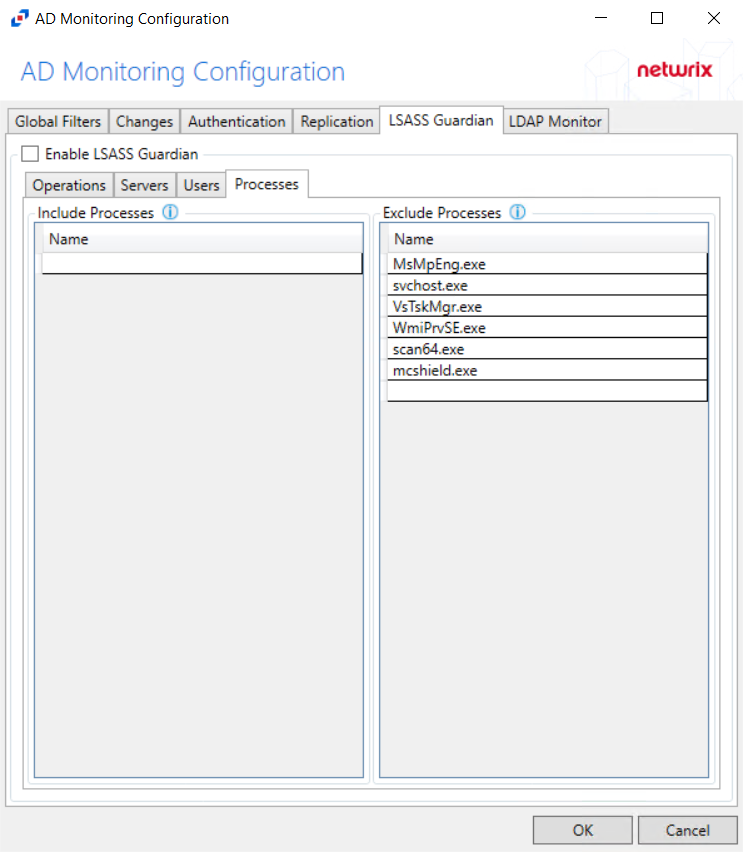 AD Monitoring Configuration
AD Monitoring Configuration
netwrix
Global Filters Changes Authentication Replication LSASS Guardian LDAP Monitor
Enable LSASS Guardian
Operations Servers Users Processes
Include Processes
Exclude Processes
Name
Name
MsMpEng.exe
svchost.exe
VsTskMgr.exe
WmiPrvSE.exe
scan64.exe
mcshield.exe
OK Cancel